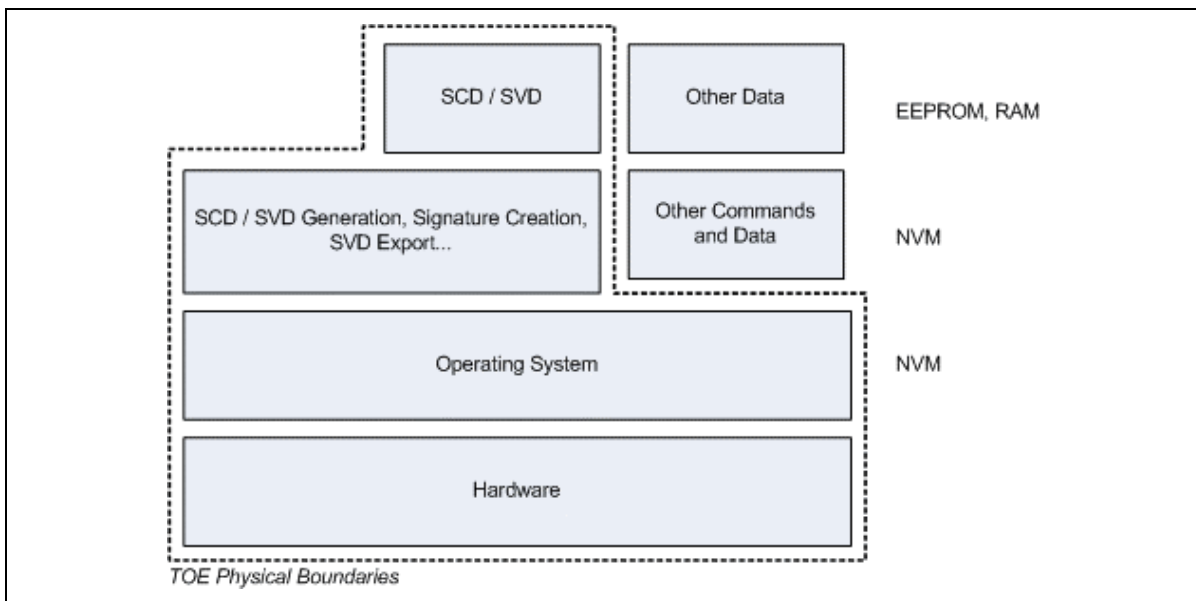 SCD / SVD
Other Data
EEPROM, RAM
SCD / SVD Generation, Signature Creation,
SVD Export...
Other Commands
and Data
NVM
Operating System
NVM
Hardware
TOE Physical Boundaries